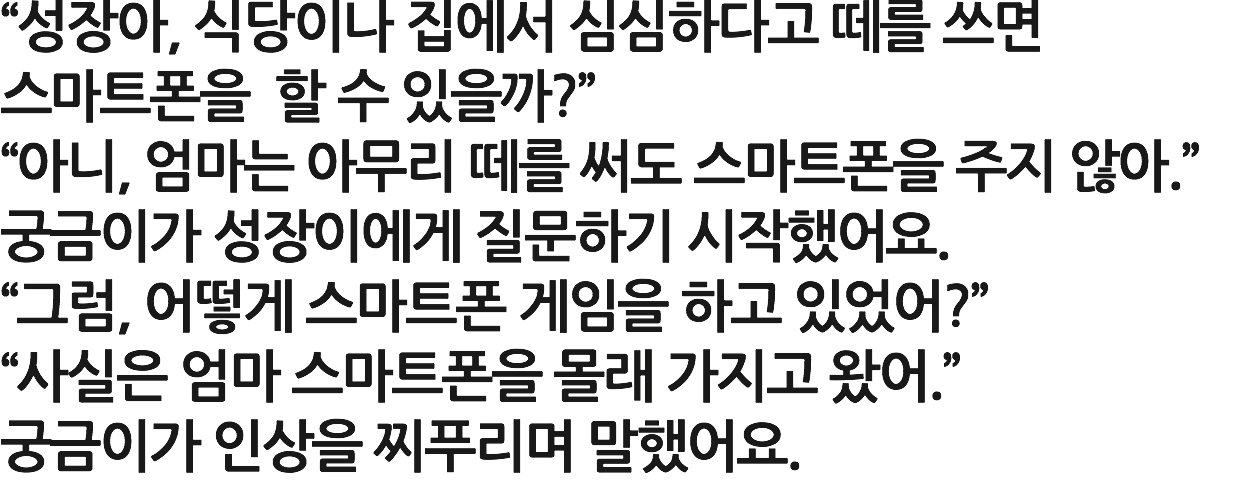 “성장아, 식당이나 집에서 심심하다고 떼를 쓰면
스마트폰을 할 수 있을까?”
“아니, 엄마는 아무리 떼를 써도 스마트폰을 주지 않아.”
궁금이가 성장이에게 질문하기 시작했어요.
“그럼, 어떻게 스마트폰 게임을 하고 있었어?”
“사실은 엄마 스마트폰을 몰래 가지고 왔어.”
궁금이가 인상을 찌푸리며 말했어요.